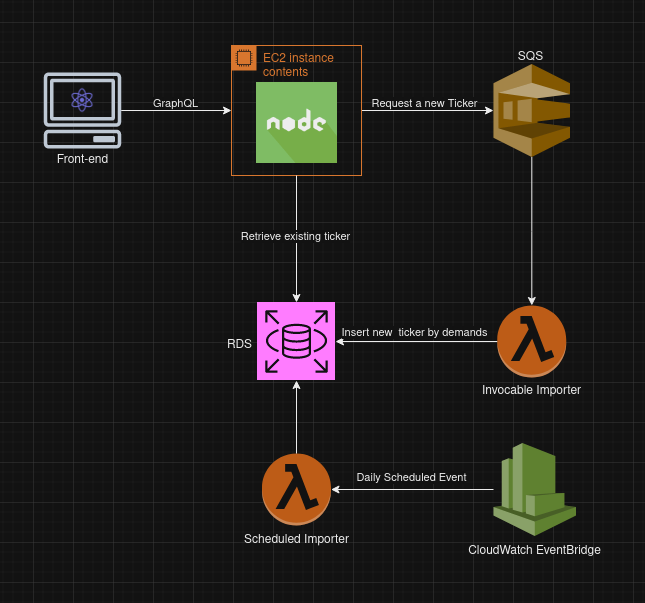 SQS
EC2 instance
contents
GraphQL
node
Request a new Ticker
Front-end
Retrieve existing ticker
Insert new  ticker by demands
RDS
Invocable Importer
Daily Scheduled Event
Scheduled Importer
CloudWatch EventBridge